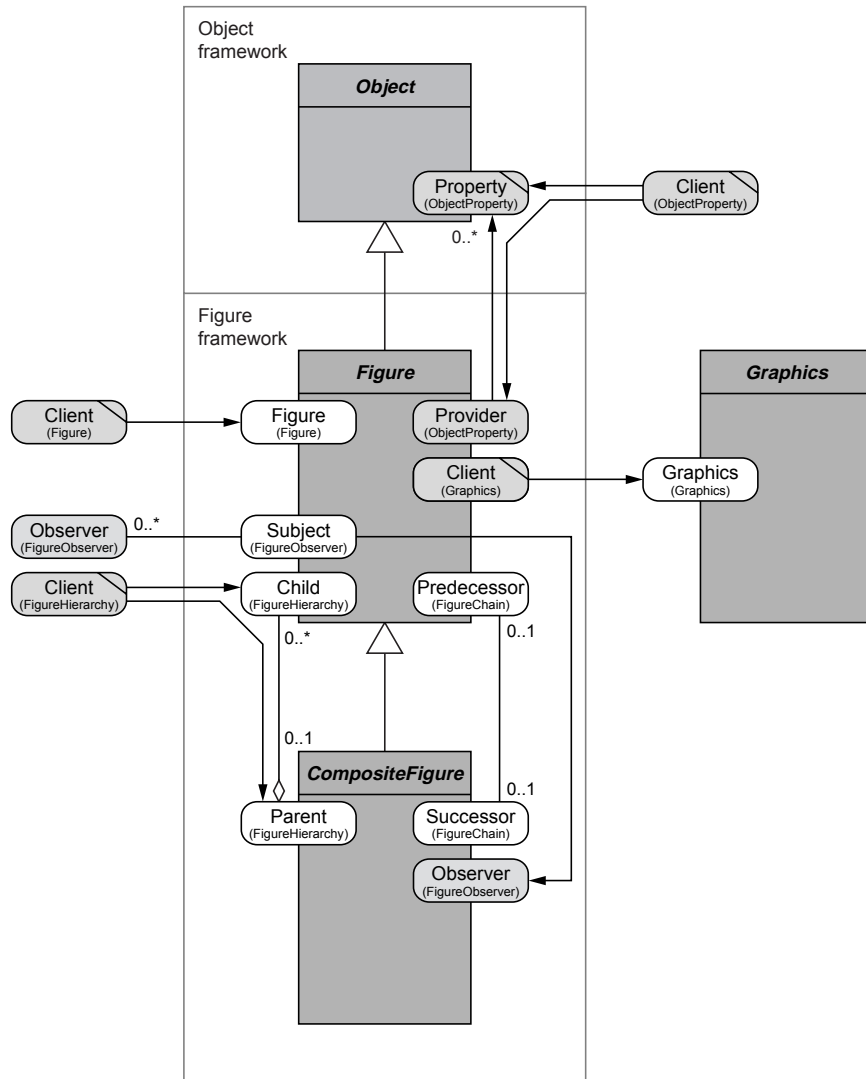 Object
framework
Object
Property
(ObjectProperty)
Client
(ObjectProperty)
0..*
Figure
framework
Figure
Graphics
Client
(Figure)
Figure
(Figure)
Provider
(ObjectProperty)
Client
(Graphics)
Graphics
(Graphics)
Observer
(FigureObserver)
0..*
Subject
(FigureObserver)
Client
(FigureHierarchy)
Child
(FigureHierarchy)
Predecessor
(FigureChain)
0..*
0..1
0..1
CompositeFigure
0..1
Parent
(FigureHierarchy)
Successor
(FigureChain)
Observer
(FigureObserver)